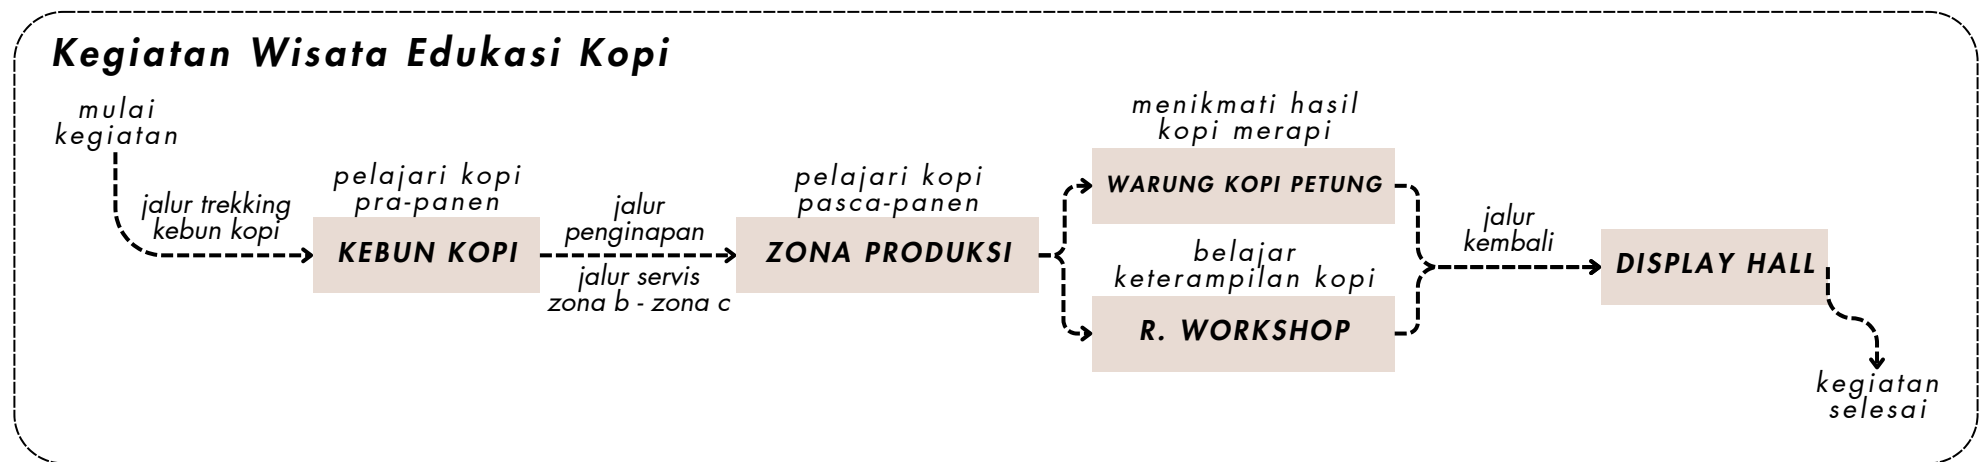 Kegiatan Wisata Edukasi Kopi
mulai
kegiatan
jalur trekking
kebun kopi
pelajari kopi
pra-panen
KEBUN KOPI
jalur
penginapan
jalur servis
zona b - zona c
pelajari kopi
pasca-panen
ZONA PRODUKSI
menikmati hasil
kopi merapi
WARUNG KOPI PETUNG
belajar
keterampilan kopi
R. WORKSHOP
jalur
kembali
DISPLAY HALL
kegiatan
selesai